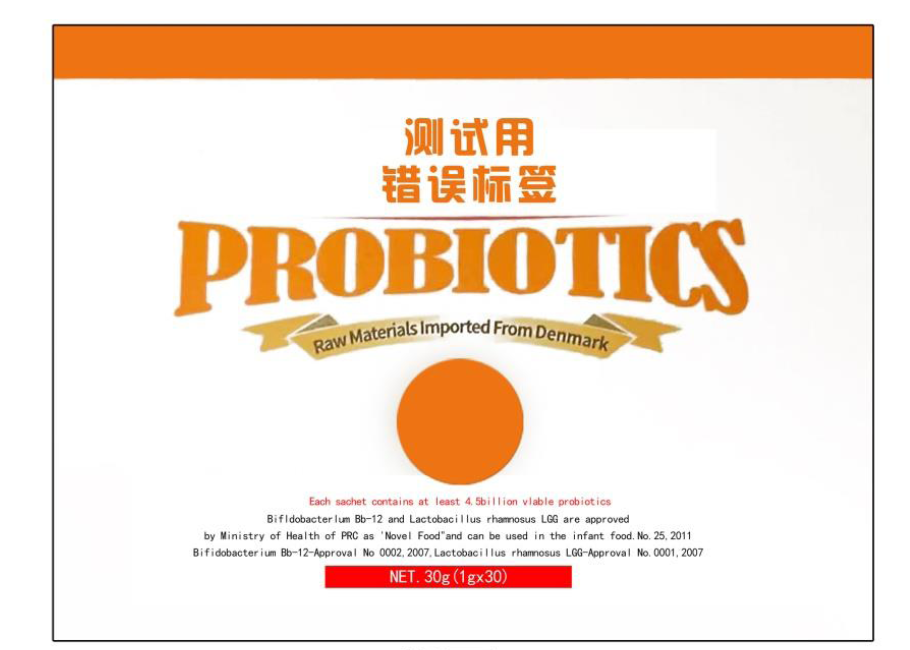 测试用
错误标签
PROBIOTICS
Raw Materials Imported From Denmark
Each sachet contains at least 4.5billion vlable probiotics
Bifldobacterlum Bb-12 and Lactobacillus rhamnosus LGG are approved
by Ministry of Health of PRC as 'Novel Food"and can be used in the infant food.No.25,2011
Bifidobacterium Bb-12-Approval No 0002,2007,Lactobacillus rhamnosus LGG-Approval No.0001,2007
NET.30g(1gx30)